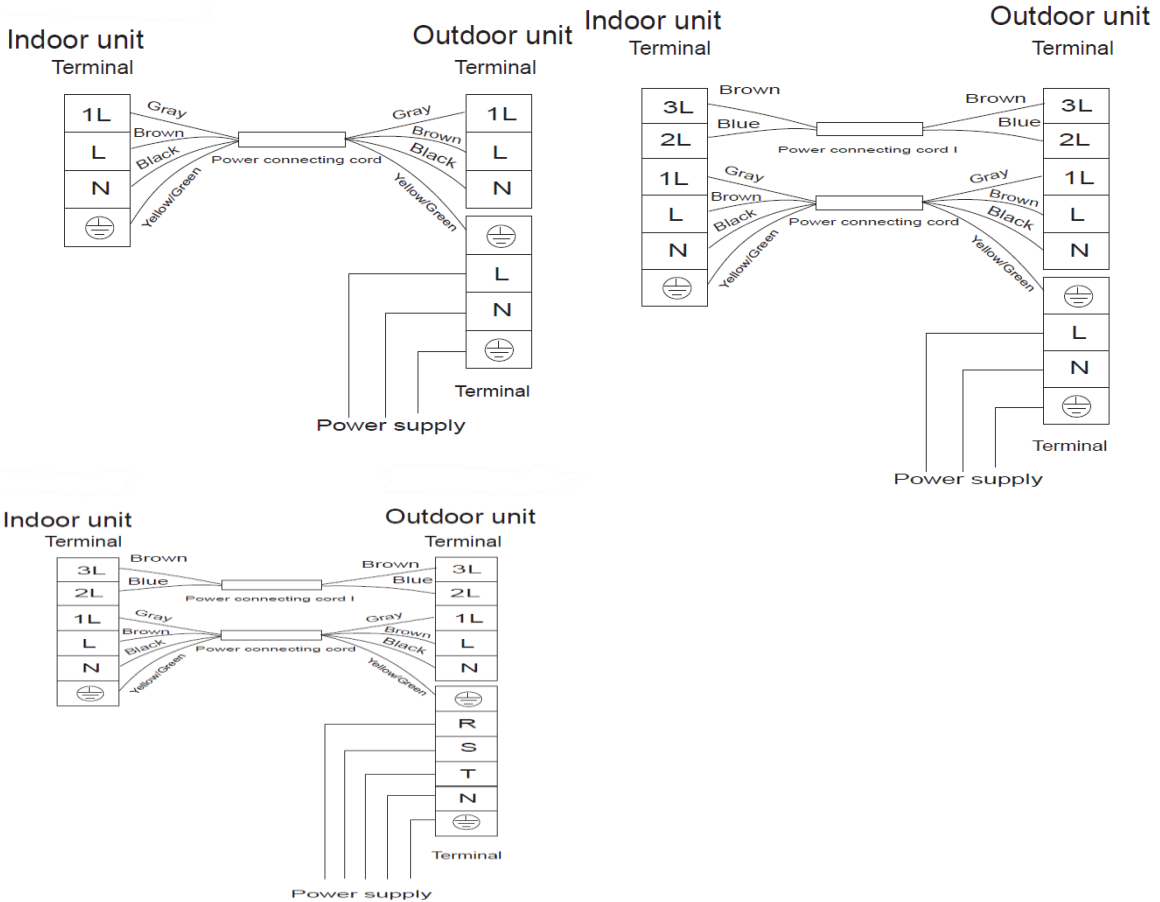 Indoor unit
Terminal
Outdoor unit
Terminal
1L
Gray
Gray
1L
L
Brown
Brown
L
Black
Black
Power connecting cord
N
Yellow/Green
Yellow/Green
N
L
N
Terminal
Power supply
Indoor unit
Terminal
Outdoor unit
Terminal
3L
Brown
Brown
3L
2L
Blue
Blue
2L
Power connecting cord I
1L
Gray
Gray
1L
L
Brown
Brown
L
Black
Black
Power connecting cord
N
Yellow/Green
Yellow/Green
N
L
N
Terminal
Power supply
Indoor unit
Terminal
Outdoor unit
Terminal
3L
Brown
Brown
3L
2L
Blue
Blue
2L
Power connecting cord I
1L
Gray
Gray
1L
L
Brown
Brown
L
Black
Black
Power connecting cord
N
Yellow/Green
Yellow/Green
N
R
S
T
N
Terminal
Power supply